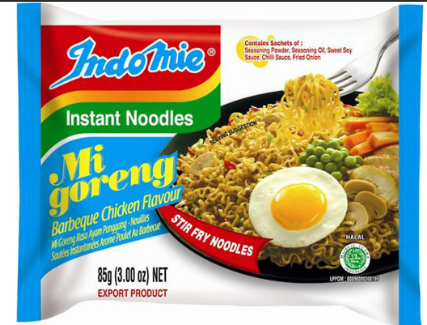 Indomie®
Instant Noodles
Mi
goreng
Barbeque Chicken Flavour
Mi Goreng Rasa Ayam Panggang - Nouilles
Sautées Instantanées Arome Poulet Au Barbecue
85g (3.00 oz) NET
EXPORT PRODUCT
Contains Sachets of :
Seasoning Powder, Seasoning Oil, Sweet Soy
Sauce, Chilli Sauce, Fried Onion
SERVING SUGGESTION
STIR FRY NOODLES
HALAL